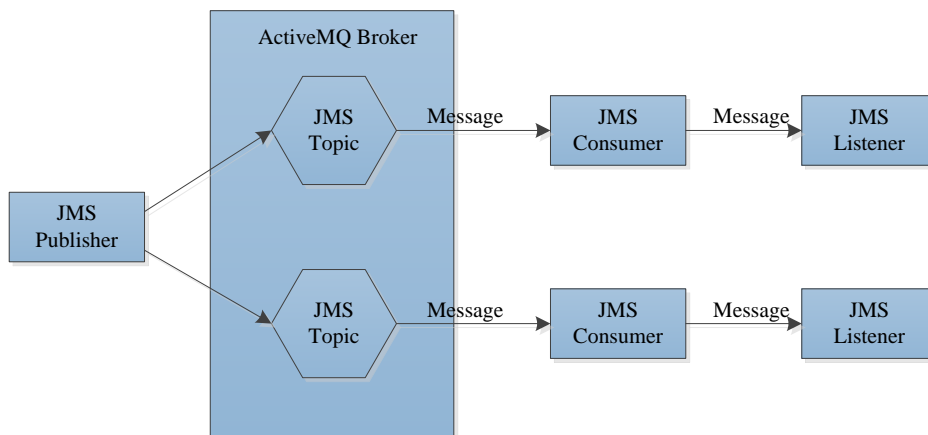 ActiveMQ Broker
JMS
Topic
Message
JMS
Consumer
Message
JMS
Listener
JMS
Publisher
JMS
Topic
Message
JMS
Consumer
Message
JMS
Listener